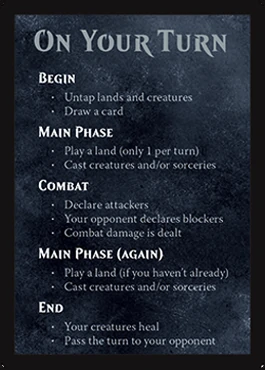 On Your Turn
Begin
· Untap lands and creatures
· Draw a card
Main Phase
· Play a land (only 1 per turn)
· Cast creatures and/or sorceries
Combat
· Declare attackers
· Your opponent declares blockers
· Combat damage is dealt
Main Phase (again)
· Play a land (if you haven't already)
· Cast creatures and/or sorceries
End
· Your creatures heal
· Pass the turn to your opponent